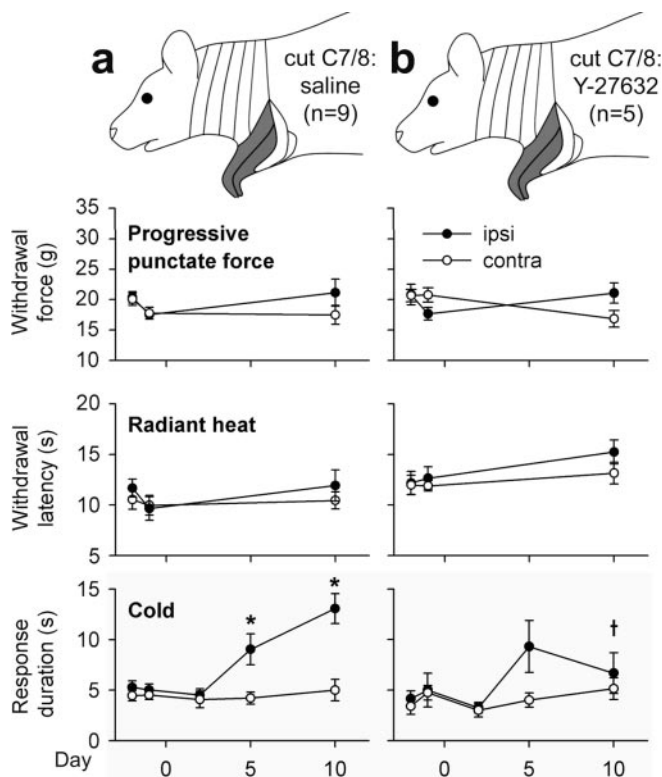 a
cut C7/8:
saline
(n=9)
b
cut C7/8:
Y-27632
(n=5)
Withdrawal
force (g)
35
30
25
20
15
10
Progressive
punctate force
ipsi
contra
Withdrawal
latency (s)
20
15
10
5
Radiant heat
Response
duration (s)
15
10
5
0
Cold
*
*
†
Day
0
5
10
0
5
10